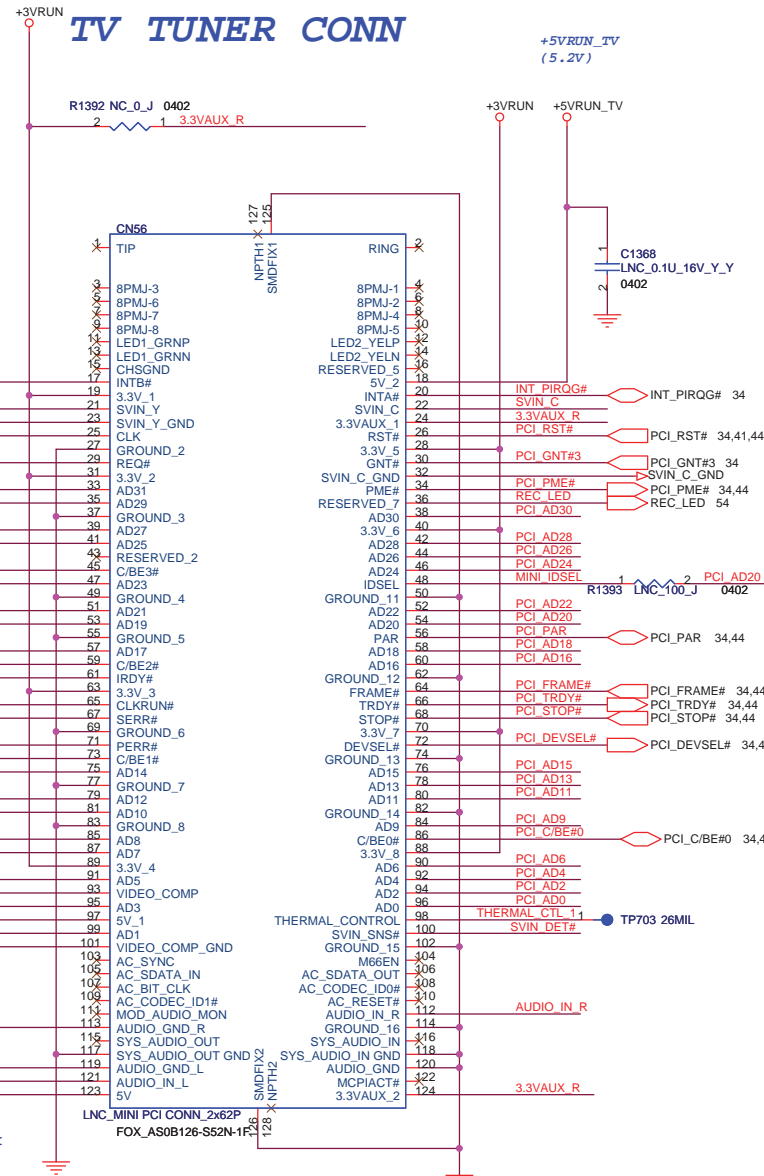 +3VRUN
TV TUNER CONN
+5VRUN_TV
(5.2V)
R1392 NC_0_J 0402
2 1 3.3VAUX_R
+3VRUN +5VRUN_TV
127 125
CN56
NPTH1 SMDFIX1
1 TIP RING 2
1
C1368
LNC_0.1U_16V_Y_Y
0402
2
3 8PMJ-3 8PMJ-1 4
5 8PMJ-6 8PMJ-2 6
7 8PMJ-7 8PMJ-4 8
9 8PMJ-8 8PMJ-5 10
11 LED1_GRNP LED2_YELP 12
13 LED1_GRNN LED2_YELN 14
15 CHSGND RESERVED_5 16
17 INTB# 5V_2 18
19 3.3V_1 INTA# 20 INT_PIRQG# INT_PIRQG# 34
21 SVIN_Y SVIN_C 22 SVIN_C
23 SVIN_Y_GND 3.3VAUX_1 24 3.3VAUX_R
25 CLK RST# 26 PCI_RST# PCI_RST# 34,41,44
27 GROUND_2 3.3V_5 28
29 REQ# GNT# 30 PCI_GNT#3 PCI_GNT#3 34
31 3.3V_2 SVIN_C_GND 32 SVIN_C_GND
33 AD31 PME# 34 PCI_PME# PCI_PME# 34,44
35 AD29 RESERVED_7 36 REC_LED REC_LED 54
37 GROUND_3 AD30 38 PCI_AD30
39 AD27 3.3V_6 40
41 AD25 AD28 42 PCI_AD28
43 RESERVED_2 AD26 44 PCI_AD26
45 C/BE3# AD24 46 PCI_AD24
47 AD23 IDSEL 48 MINI_IDSEL 1 2 PCI_AD20
R1393 LNC_100_J 0402
49 GROUND_4 GROUND_11 50
51 AD21 AD22 52 PCI_AD22
53 AD19 AD20 54 PCI_AD20
55 GROUND_5 PAR 56 PCI_PAR PCI_PAR 34,44
57 AD17 AD18 58 PCI_AD18
59 C/BE2# AD16 60 PCI_AD16
61 IRDY# GROUND_12 62
63 3.3V_3 FRAME# 64 PCI_FRAME# PCI_FRAME# 34,44
65 CLKRUN# TRDY# 66 PCI_TRDY# PCI_TRDY# 34,44
67 SERR# STOP# 68 PCI_STOP# PCI_STOP# 34,44
69 GROUND_6 3.3V_7 70
71 PERR# DEVSEL# 72 PCI_DEVSEL# PCI_DEVSEL# 34,4
73 C/BE1# GROUND_13 74
75 AD14 AD15 76 PCI_AD15
77 GROUND_7 AD13 78 PCI_AD13
79 AD12 AD11 80 PCI_AD11
81 AD10 GROUND_14 82
83 GROUND_8 AD9 84 PCI_AD9
85 AD8 C/BE0# 86 PCI_C/BE#0 PCI_C/BE#0 34,4
87 AD7 3.3V_8 88
89 3.3V_4 AD6 90 PCI_AD6
91 AD5 AD4 92 PCI_AD4
93 VIDEO_COMP AD2 94 PCI_AD2
95 AD3 AD0 96 PCI_AD0
97 5V_1 THERMAL_CONTROL 98 THERMAL_CTL_1 1 TP703 26MIL
99 AD1 SVIN_SNS# 100 SVIN_DET#
101 VIDEO_COMP_GND GROUND_15 102
103 AC_SYNC M66EN 104
105 AC_SDATA_IN AC_SDATA_OUT 106
107 AC_BIT_CLK AC_CODEC_ID0# 108
109 AC_CODEC_ID1# AC_RESET# 110
111 MOD_AUDIO_MON AUDIO_IN_R 112 AUDIO_IN_R
113 AUDIO_GND_R GROUND_16 114
115 SYS_AUDIO_OUT SYS_AUDIO_IN 116
117 SYS_AUDIO_OUT GND SYS_AUDIO_IN GND 118
119 AUDIO_GND_L AUDIO_GND 120
121 AUDIO_IN_L MCPIACT# 122
123 5V 3.3VAUX_2 124 3.3VAUX_R
SMDFIX2 NPTH2
126 128
LNC_MINI PCI CONN_2x62P
FOX_AS0B126-S52N-1F